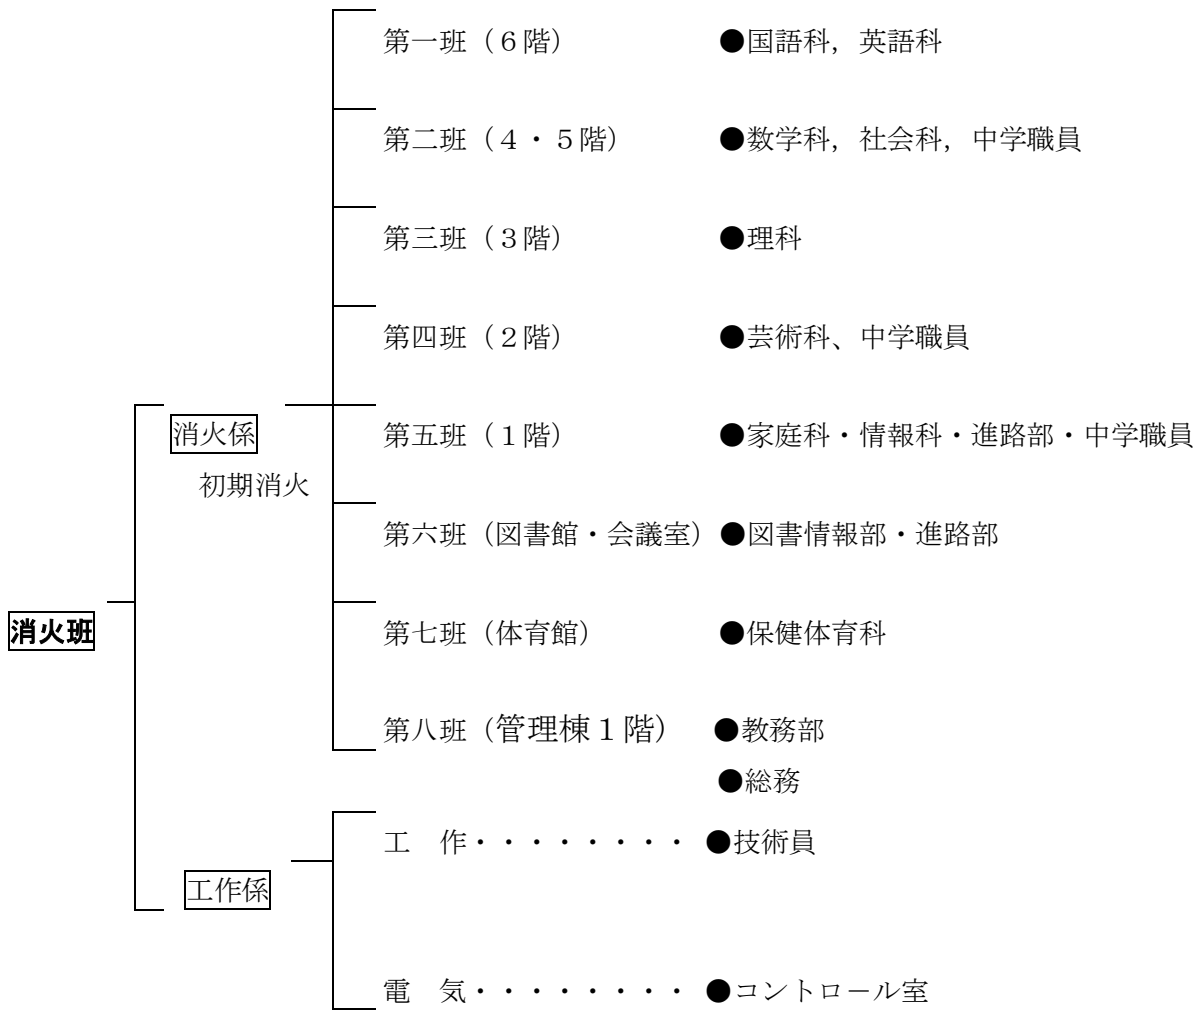 第一班（６階） ●国語科，英語科
第二班（４・５階） ●数学科，社会科，中学職員
第三班（３階） ●理科
第四班（２階） ●芸術科、中学職員
消火係
第五班（１階） ●家庭科・情報科・進路部・中学職員
初期消火
第六班（図書館・会議室） ●図書情報部・進路部
消火班
第七班（体育館） ●保健体育科
第八班（管理棟１階） ●教務部
●総務
工　作・・・・・・・・ ●技術員
工作係
電　気・・・・・・・・ ●コントロール室